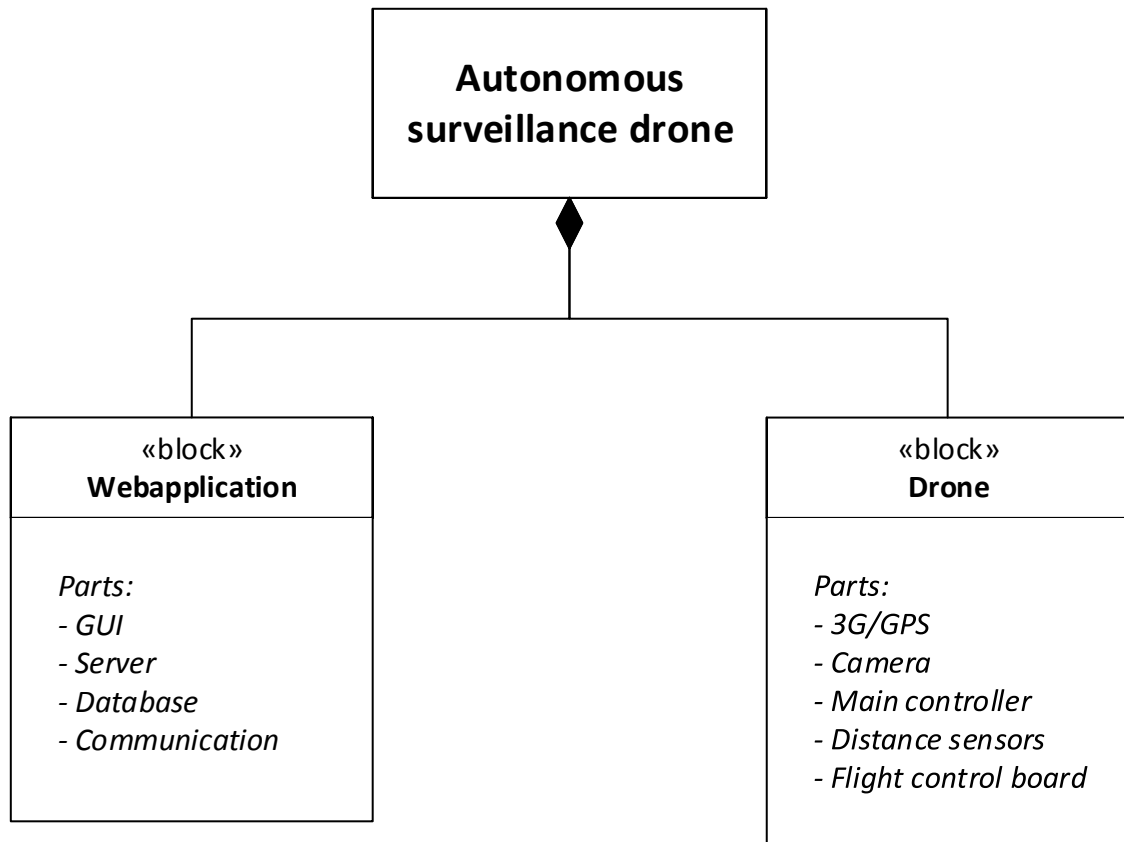 Autonomous
surveillance drone
«block»
Webapplication
Parts:
- GUI
- Server
- Database
- Communication
«block»
Drone
Parts:
- 3G/GPS
- Camera
- Main controller
- Distance sensors
- Flight control board